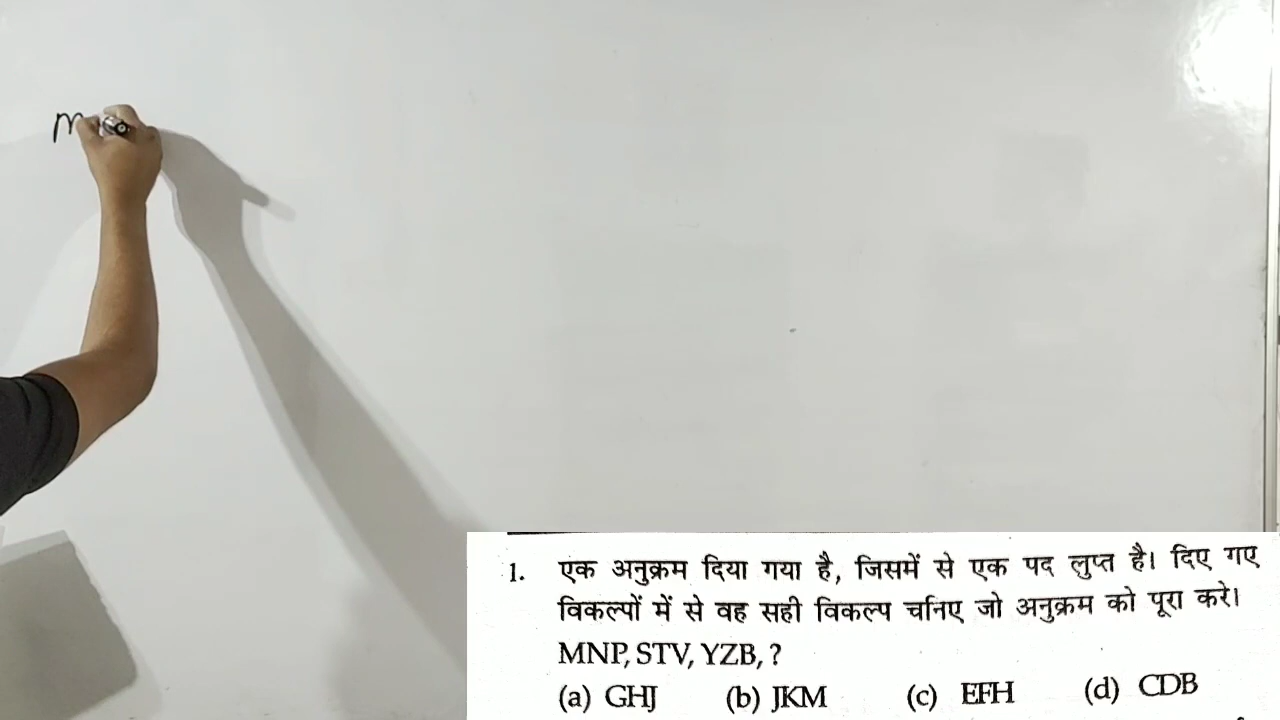 m
1. एक अनुक्रम दिया गया है, जिसमें से एक पद लुप्त है। दिए गए
विकल्पों में से वह सही विकल्प चनिए जो अनुक्रम को पूरा करे।
MNP, STV, YZB, ?
(a) GHJ (b) JKM (c) EFH (d) CDB